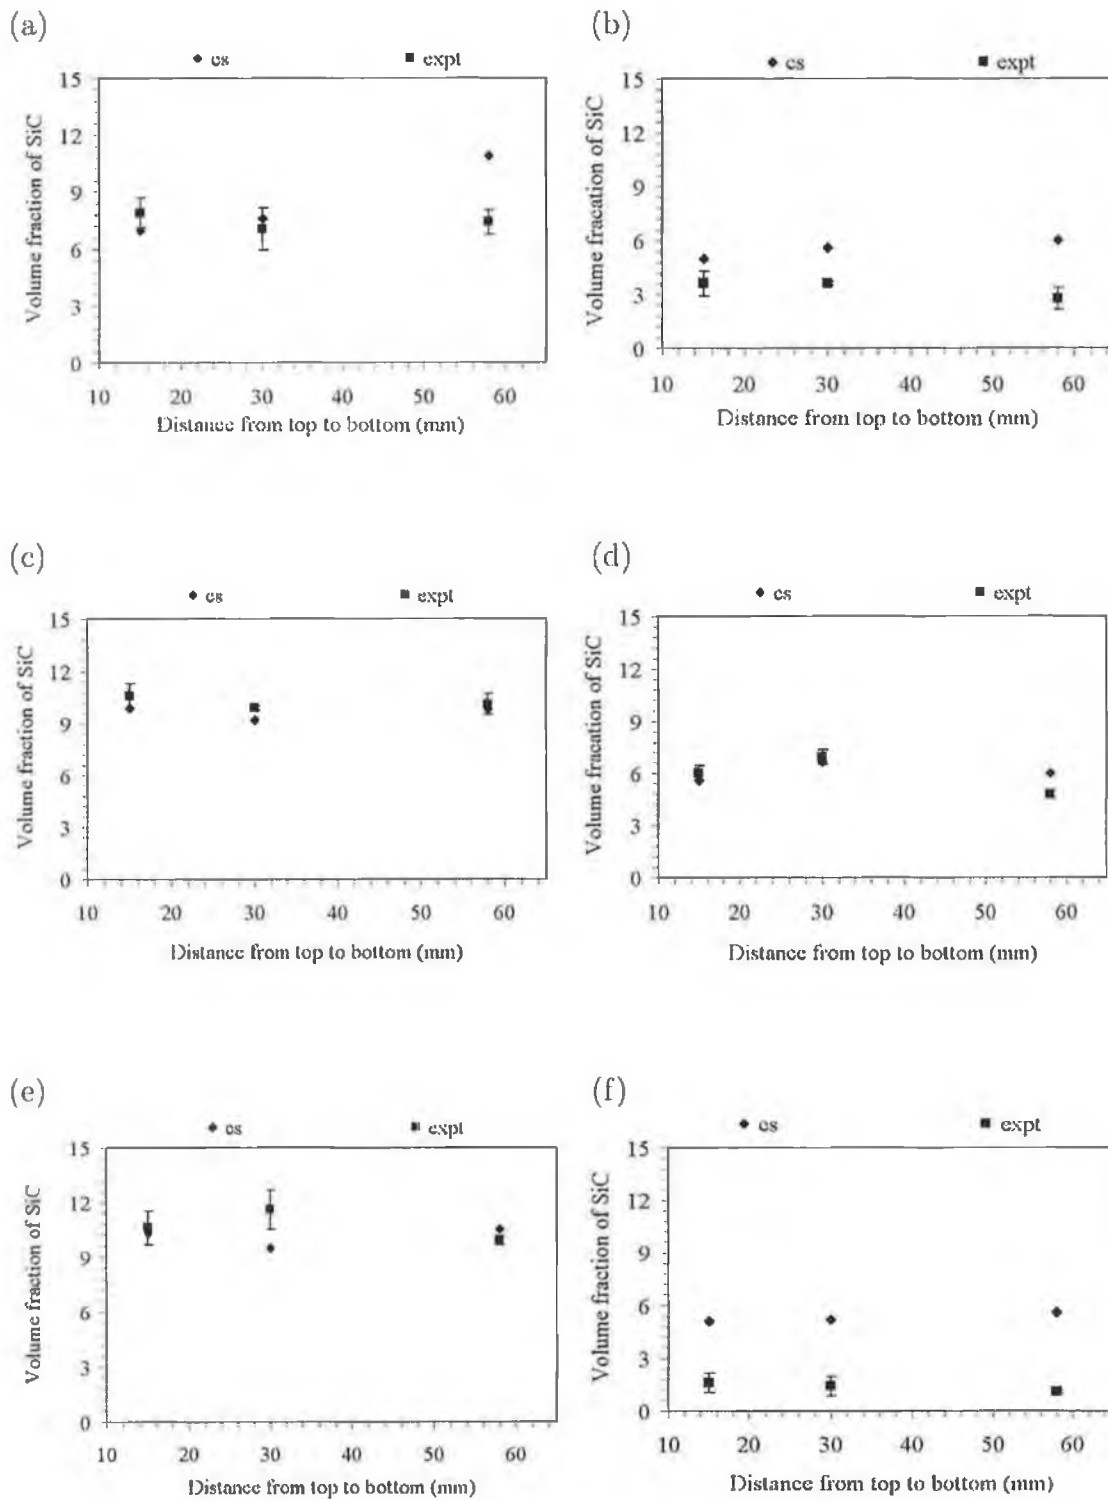 (a)
cs expt
Volume fraction of SiC
15
12
9
6
3
0
10 20 30 40 50 60
Distance from top to bottom (mm)
(b)
cs expt
Volume fracation of SiC
15
12
9
6
3
0
10 20 30 40 50 60
Distance from top to bottom (mm)
(c)
cs expt
Volume fraction of SiC
15
12
9
6
3
0
10 20 30 40 50 60
Distance from top to bottom (mm)
(d)
cs expt
Volume fracation of SiC
15
12
9
6
3
0
10 20 30 40 50 60
Distance from top to bottom (mm)
(e)
cs expt
Volume fraction of SiC
15
12
9
6
3
0
10 20 30 40 50 60
Distance from top to bottom (mm)
(f)
cs expt
Volume fraction of SiC
15
12
9
6
3
0
10 20 30 40 50 60
Distance from top to bottom (mm)